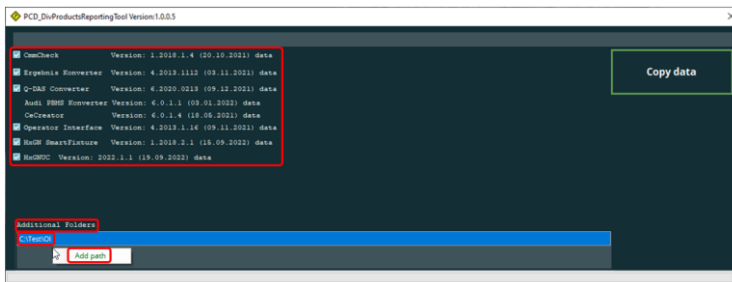 PCD_DivProductsReportingTool Version:1.0.0.5
CmmCheck Version: 1.2018.1.4 (20.10.2021) data
Ergebnis Konverter Version: 4.2013.1112 (03.11.2021) data
Q-DAS Converter Version: 6.2020.0213 (09.12.2021) data
Audi PBMS Konverter Version: 6.0.1.1 (03.01.2022) data
CeCreator Version: 6.0.1.4 (18.05.2021) data
Operator Interface Version: 4.2013.1.16 (09.11.2021) data
HxGN SmartFixture Version: 1.2018.2.1 (15.09.2022) data
HxGNUC Version: 2022.1.1 (19.09.2022) data
Copy data
Additional Folders
C:\Test\OI
Add path